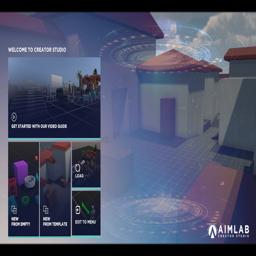 WELCOME TO CREATOR STUDIO
GET STARTED WITH OUR VIDEO GUIDE
NEW
FROM EMPTY
NEW
FROM TEMPLATE
LOAD
EXIT TO MENU
AIMLAB
CREATOR STUDIO